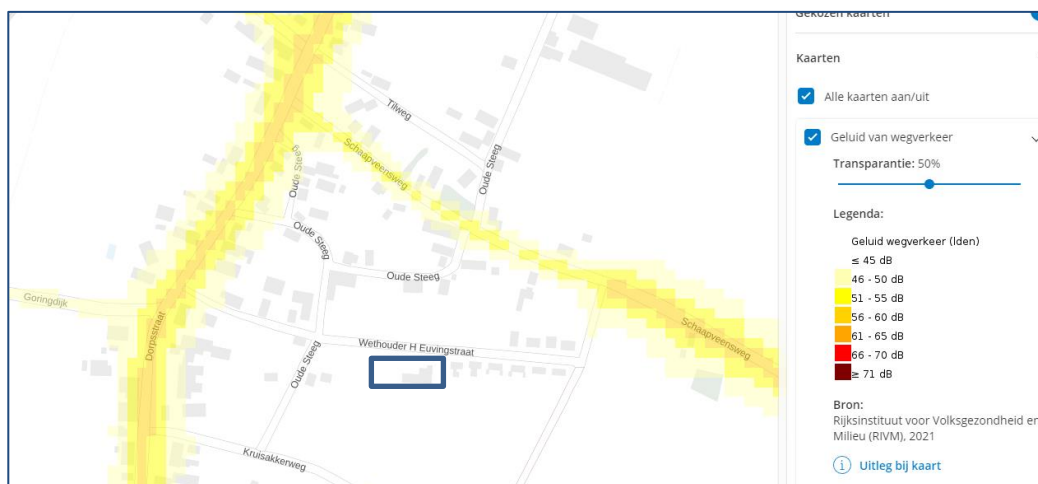 Gekozen kaarten
Kaarten
Alle kaarten aan/uit
Geluid van wegverkeer
Transparantie: 50%
Legenda:
Geluid wegverkeer (lden)
≤ 45 dB
46 - 50 dB
51 - 55 dB
56 - 60 dB
61 - 65 dB
66 - 70 dB
≥ 71 dB
Bron:
Rijksinstituut voor Volksgezondheid en
Milieu (RIVM), 2021
i Uitleg bij kaart
Tilweg
Schaapveensweg
Oude Steeg
Oude Steeg
Oude Steeg
Oude Steeg
Goringdijk
Dorpsstraat
Wethouder H Euvingstraat
Schaapveensweg
Oude Steeg
Kruisakkerweg